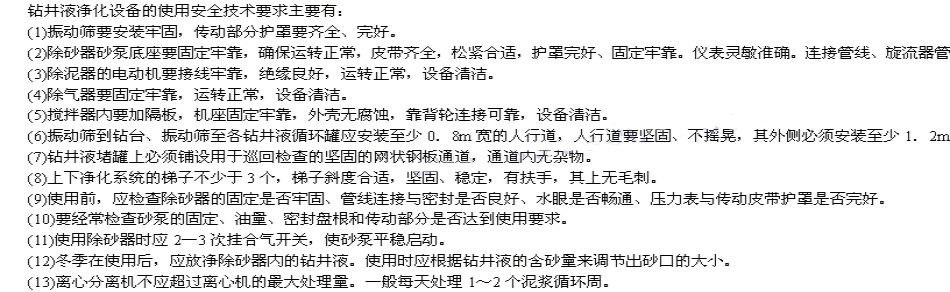 钻井液净化设备的使用安全技术要求主要有：
(1)振动筛要安装牢固，传动部分护罩要齐全、完好。
(2)除砂器砂泵底座要固定牢靠，确保运转正常，皮带齐全，松紧合适，护罩完好、固定牢靠。仪表灵敏准确。连接管线、旋流器管
(3)除泥器的电动机要接线牢靠，绝缘良好，运转正常，设备清洁。
(4)除气器要固定牢靠，运转正常，设备清洁。
(5)搅拌器内要加隔板，机座固定牢靠，外壳无腐蚀，靠背轮连接可靠，设备清洁。
(6)振动筛到钻台、振动筛至各钻井液循环罐应安装至少 0．8m 宽的人行道，人行道要坚固、不摇晃，其外侧必须安装至少 1．2m
(7)钻井液堵罐上必须铺设用于巡回检查的坚固的网状钢板通道，通道内无杂物。
(8)上下净化系统的梯子不少于 3 个，梯子斜度合适，坚固、稳定，有扶手，其上无毛刺。
(9)使用前，应检查除砂器的固定是否牢固、管线连接与密封是否良好、水眼是否畅通、压力表与传动皮带护罩是否完好。
(10)要经常检查砂泵的固定、油量、密封盘根和传动部分是否达到使用要求。
(11)使用除砂器时应 2—3 次挂合气开关，使砂泵平稳启动。
(12)冬季在使用后，应放净除砂器内的钻井液。使用时应根据钻井液的含砂量来调节出砂口的大小。
(13)离心分离机不应超过离心机的最大处理量。一般每天处理 1～2 个泥浆循环周。